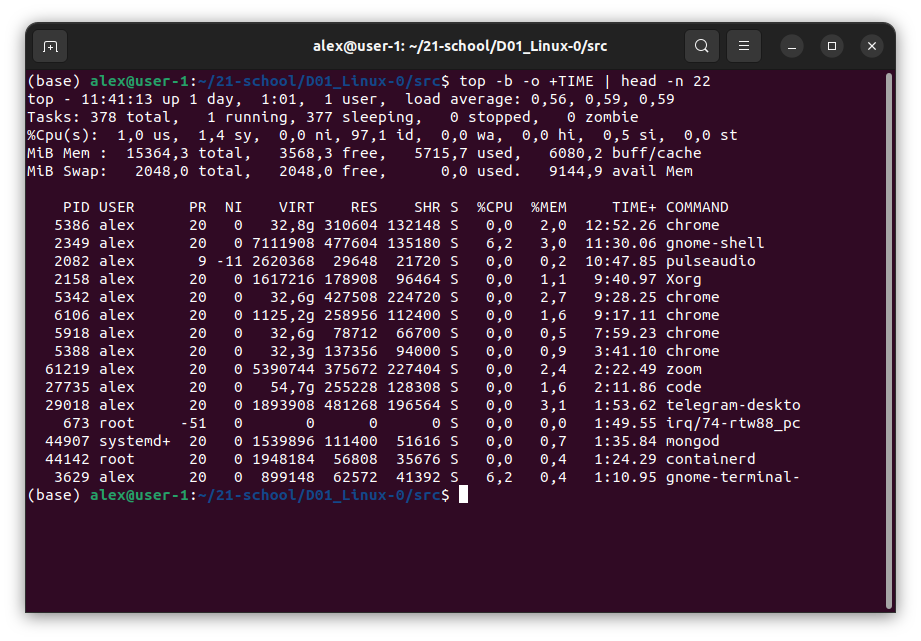 alex@user-1: ~/21-school/D01_Linux-0/src
(base) alex@user-1:~/21-school/D01_Linux-0/src$ top -b -o +TIME | head -n 22
top - 11:41:13 up 1 day,  1:01,  1 user,  load average: 0,56, 0,59, 0,59
Tasks: 378 total,   1 running, 377 sleeping,   0 stopped,   0 zombie
%Cpu(s):  1,0 us,  1,4 sy,  0,0 ni, 97,1 id,  0,0 wa,  0,0 hi,  0,5 si,  0,0 st
MiB Mem :  15364,3 total,   3568,3 free,   5715,7 used,   6080,2 buff/cache
MiB Swap:   2048,0 total,   2048,0 free,      0,0 used.   9144,9 avail Mem
    PID USER      PR  NI    VIRT    RES    SHR S  %CPU  %MEM     TIME+ COMMAND
   5386 alex      20   0   32,8g 310604 132148 S   0,0   2,0  12:52.26 chrome
   2349 alex      20   0 7111908 477604 135180 S   6,2   3,0  11:30.06 gnome-shell
   2082 alex       9 -11 2620368  29648  21720 S   0,0   0,2  10:47.85 pulseaudio
   2158 alex      20   0 1617216 178908  96464 S   0,0   1,1   9:40.97 Xorg
   5342 alex      20   0   32,6g 427508 224720 S   0,0   2,7   9:28.25 chrome
   6106 alex      20   0 1125,2g 258956 112400 S   0,0   1,6   9:17.11 chrome
   5918 alex      20   0   32,6g  78712  66700 S   0,0   0,5   7:59.23 chrome
   5388 alex      20   0   32,3g 137356  94000 S   0,0   0,9   3:41.10 chrome
  61219 alex      20   0 5390744 375672 227404 S   0,0   2,4   2:22.49 zoom
  27735 alex      20   0   54,7g 255228 128308 S   0,0   1,6   2:11.86 code
  29018 alex      20   0 1893908 481268 196564 S   0,0   3,1   1:53.62 telegram-deskto
    673 root     -51   0       0      0      0 S   0,0   0,0   1:49.55 irq/74-rtw88_pc
  44907 systemd+  20   0 1539896 111400  51616 S   0,0   0,7   1:35.84 mongod
  44142 root      20   0 1948184  56808  35676 S   0,0   0,4   1:24.29 containerd
   3629 alex      20   0  899148  62572  41392 S   6,2   0,4   1:10.95 gnome-terminal-
(base) alex@user-1:~/21-school/D01_Linux-0/src$